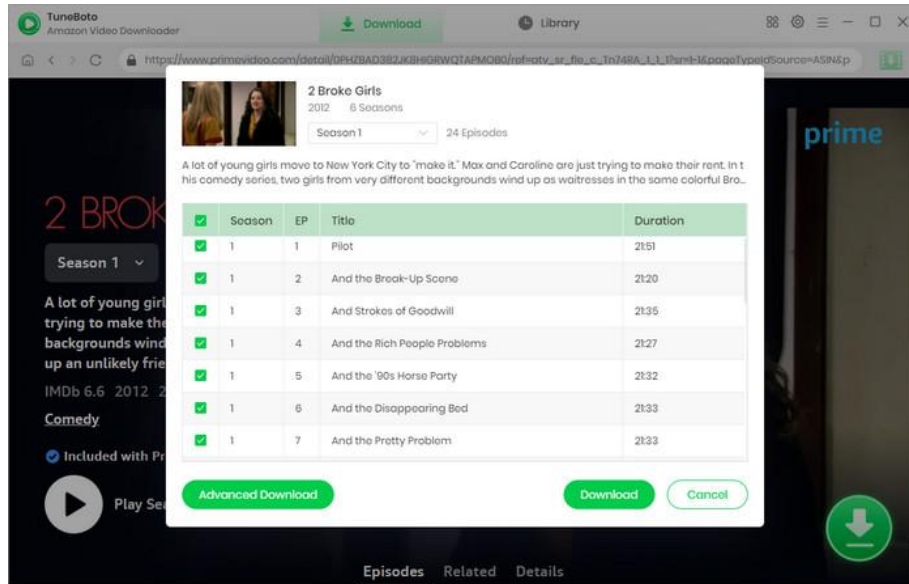 TuneBoto
Amazon Video Downloader
Download
Library
2 Broke Girls
2012 6 Seasons
Season 1
24 Episodes
A lot of young girls move to New York City to "make it." Max and Caroline are just trying to make their rent. In t
his comedy series, two girls from very different backgrounds wind up as waitresses in the same colorful Bro...
Season EP Title Duration
1 1 Pilot 21:51
1 2 And the Break-Up Scene 21:20
1 3 And Strokes of Goodwill 21:35
1 4 And the Rich People Problems 21:27
1 5 And the '90s Horse Party 21:32
1 6 And the Disappearing Bed 21:33
1 7 And the Pretty Problem 21:33
Advanced Download
Download
Cancel
prime
2 BROK
Season 1
A lot of young girl
trying to make the
backgrounds wind
up an unlikely frie
IMDb 6.6 2012 2
Comedy
Included with Pr
Play Sea
Episodes Related Details